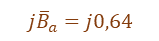 jB̅ₐ = j0,64